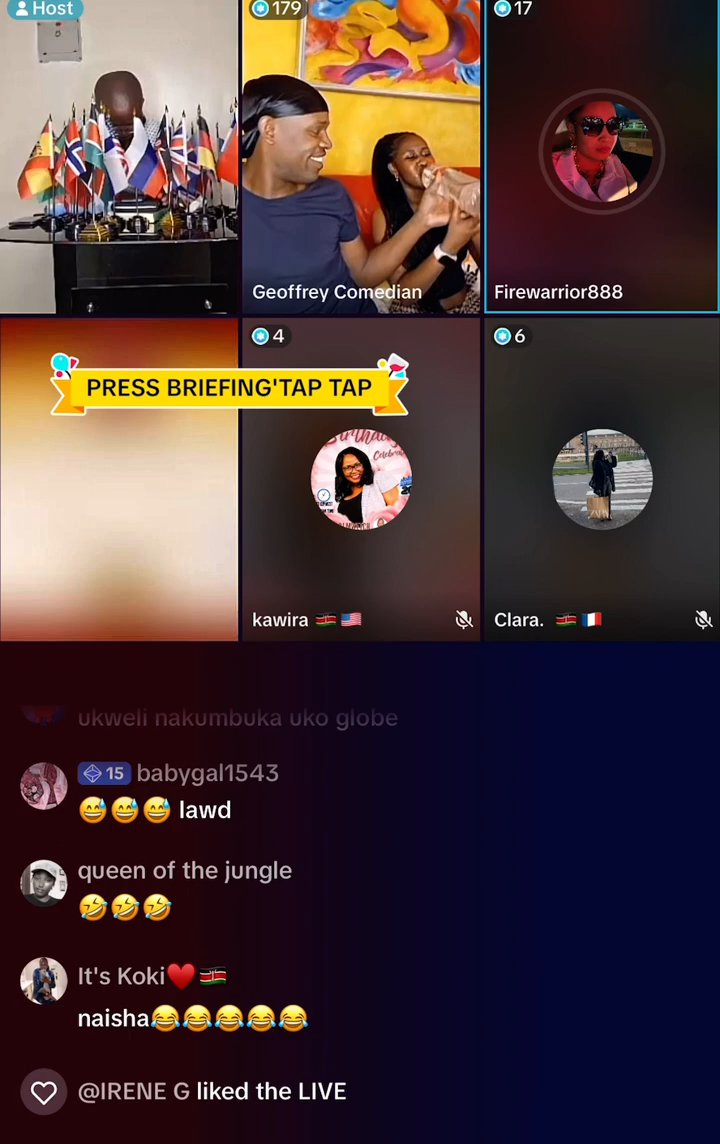 Host
179
17
Geoffrey Comedian
Firewarrior888
PRESS BRIEFING'TAP TAP
4
6
Birthday
kawira 🇰🇪 🇺🇸
Clara. 🇰🇪 🇫🇷
ukweli nakumbuka uko globe
15 babygal1543
😅😅😅 lawd
queen of the jungle
🤣🤣🤣
It's Koki❤️🇰🇪
naisha😂😂😂😂😂
@IRENE G liked the LIVE